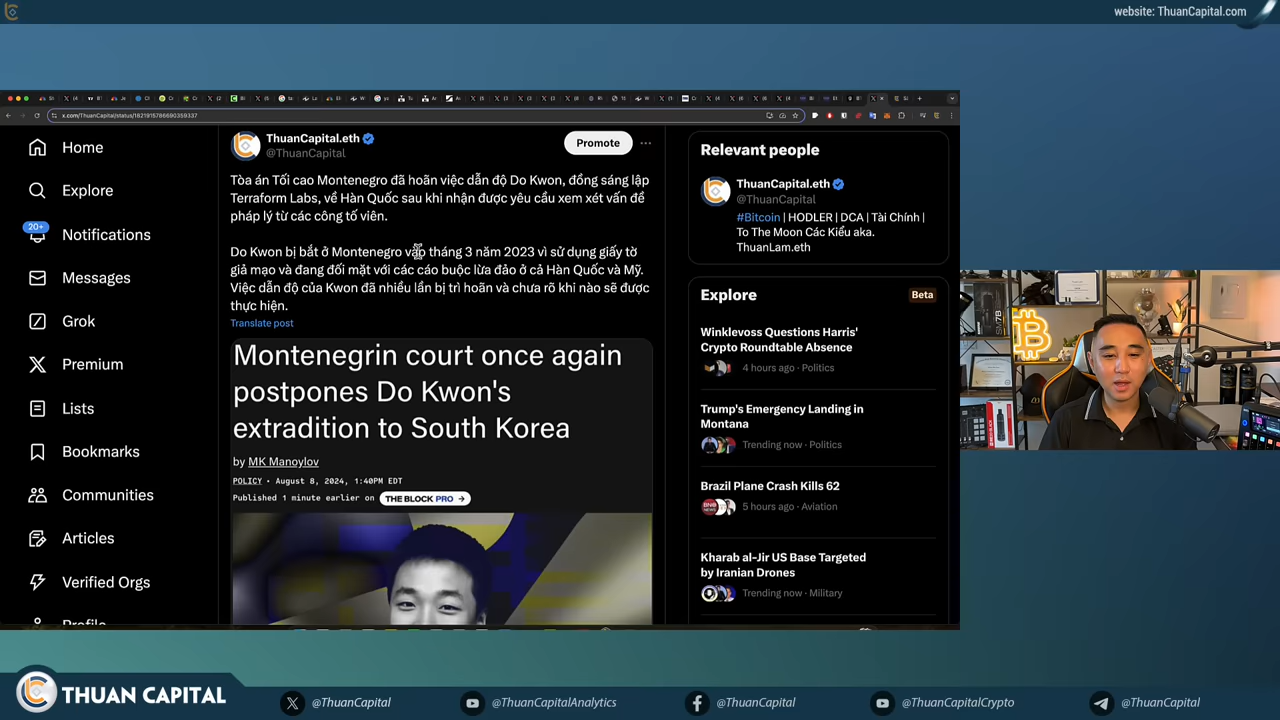 website: ThuanCapital.com
x.com/ThuanCapital/status/1821915786690359337
Home
Explore
20+
Notifications
Messages
Grok
Premium
Lists
Bookmarks
Communities
Articles
Verified Orgs
Profile
ThuanCapital.eth
@ThuanCapital
Promote
Tòa án Tối cao Montenegro đã hoãn việc dẫn độ Do Kwon, đồng sáng lập
Terraform Labs, về Hàn Quốc sau khi nhận được yêu cầu xem xét vấn đề
pháp lý từ các công tố viên.
Do Kwon bị bắt ở Montenegro vào tháng 3 năm 2023 vì sử dụng giấy tờ
giả mạo và đang đối mặt với các cáo buộc lừa đảo ở cả Hàn Quốc và Mỹ.
Việc dẫn độ của Kwon đã nhiều lần bị trì hoãn và chưa rõ khi nào sẽ được
thực hiện.
Translate post
Montenegrin court once again
postpones Do Kwon's
extradition to South Korea
by MK Manoylov
POLICY • August 8, 2024, 1:40PM EDT
Published 1 minute earlier on THE BLOCK PRO →
Relevant people
ThuanCapital.eth
@ThuanCapital
#Bitcoin | HODLER | DCA | Tài Chính |
To The Moon Các Kiểu aka.
ThuanLam.eth
Explore
Beta
Winklevoss Questions Harris'
Crypto Roundtable Absence
4 hours ago · Politics
Trump's Emergency Landing in
Montana
Trending now · Politics
Brazil Plane Crash Kills 62
5 hours ago · Aviation
Kharab al-Jir US Base Targeted
by Iranian Drones
Trending now · Military
SM7B
THUAN CAPITAL
@ThuanCapital
@ThuanCapitalAnalytics
@ThuanCapital
@ThuanCapitalCrypto
@ThuanCapital